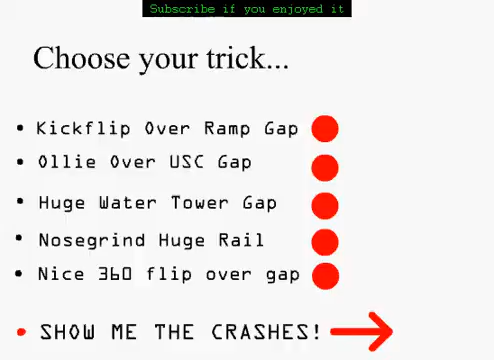 Subscribe if you enjoyed it
Choose your trick...
• Kickflip Over Ramp Gap
• Ollie Over USC Gap
• Huge Water Tower Gap
• Nosegrind Huge Rail
• Nice 360 flip over gap
• SHOW ME THE CRASHES!